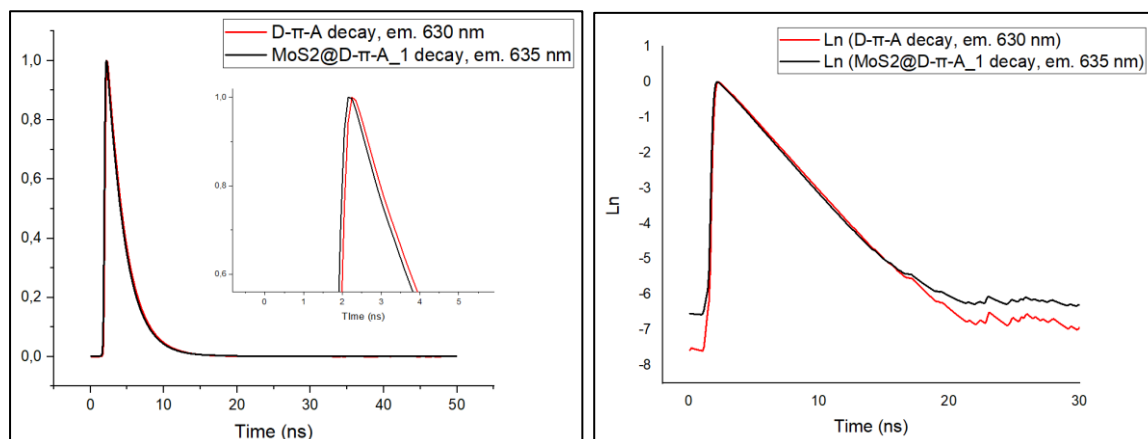 D-π-A decay, em. 630 nm
MoS2@D-π-A_1 decay, em. 635 nm
1,0
0,8
0,6
0,4
0,2
0,0
0 10 20 30 40 50
Time (ns)
1,0
0,8
0,6
0 2 3 4 5
TIme (ns)
Ln (D-π-A decay, em. 630 nm)
Ln (MoS2@D-π-A_1 decay, em. 635 nm)
Ln
1
0
-1
-2
-3
-4
-5
-6
-7
-8
0 10 20 30
Time (ns)